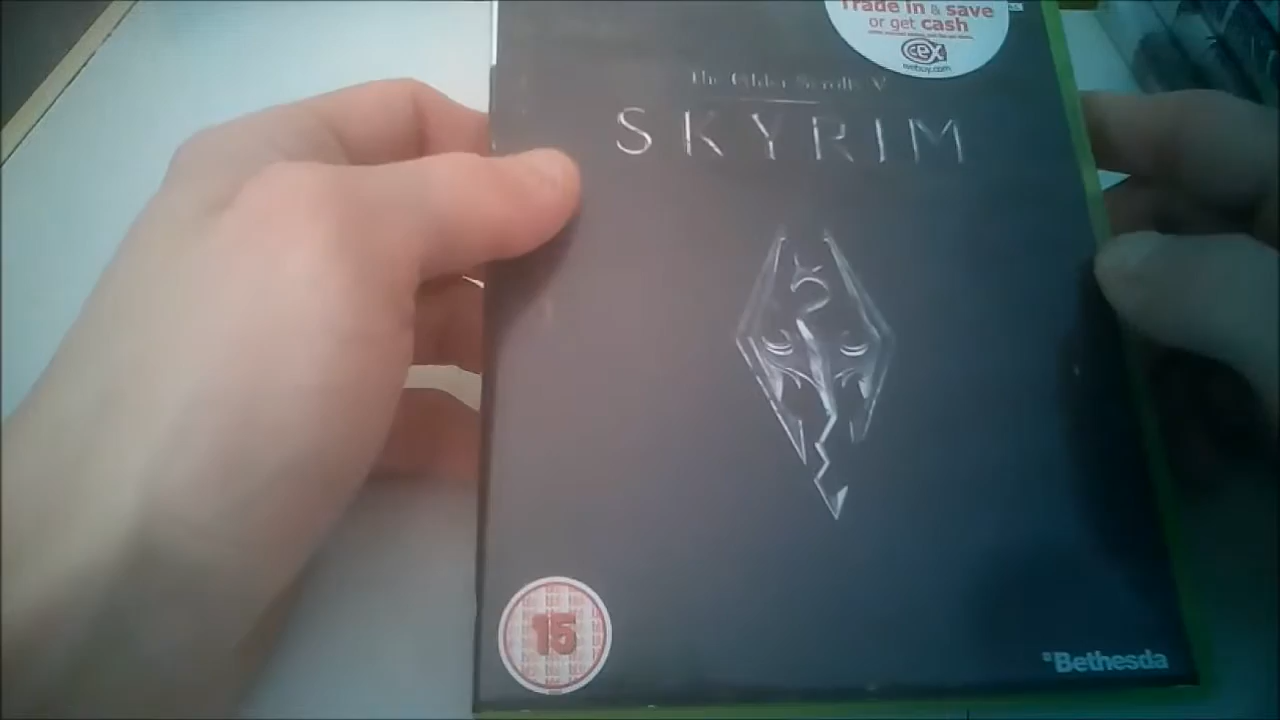 Trade in & save
or get cash
CeX
webuy.com
The Elder Scrolls V
SKYRIM
15
Bethesda